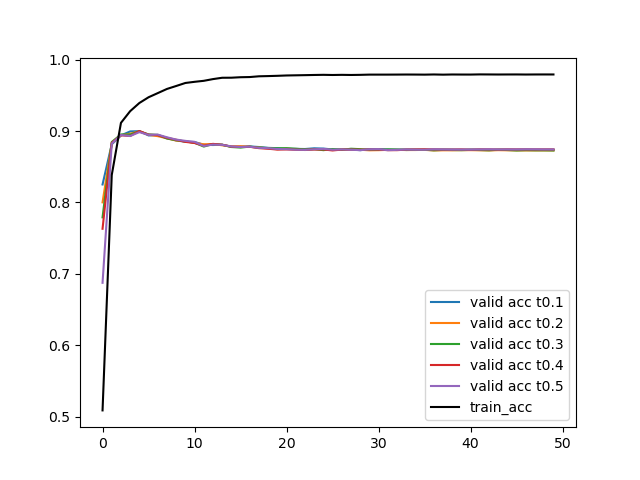 1.0
0.9
0.8
0.7
0.6
0.5
0 10 20 30 40 50
valid acc t0.1
valid acc t0.2
valid acc t0.3
valid acc t0.4
valid acc t0.5
train_acc